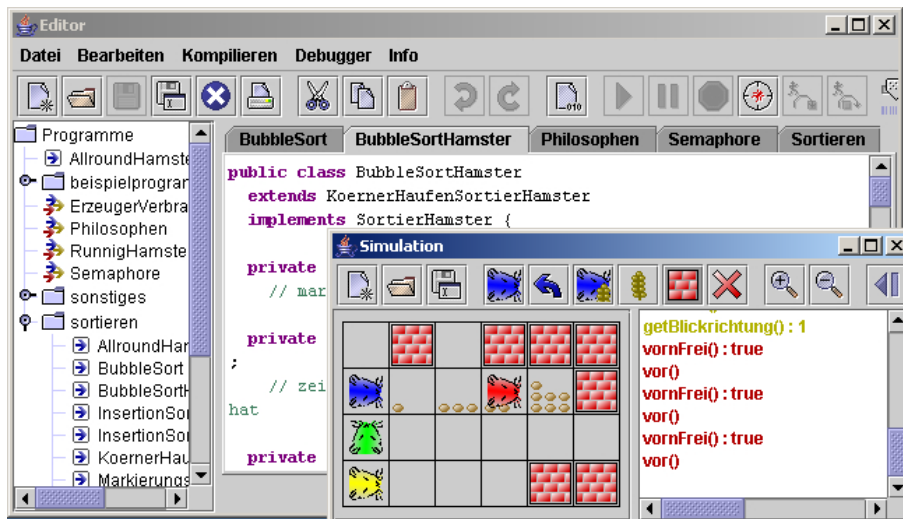 Editor
Datei Bearbeiten Kompilieren Debugger Info
Programme
AllroundHamste
beispielprogran
ErzeugerVerbra
Philosophen
RunnigHamste
Semaphore
sonstiges
sortieren
AllroundHar
BubbleSort
BubbleSortH
InsertionSor
InsertionSor
KoernerHau
Markierungs
BubbleSort BubbleSortHamster Philosophen Semaphore Sortieren
public class BubbleSortHamster
extends KoernerHaufenSortierHamster
implements SortierHamster {
private
// mar
private
;
// zei
hat
private
Simulation
getBlickrichtung() : 1
vornFrei() : true
vor()
vornFrei() : true
vor()
vornFrei() : true
vor()